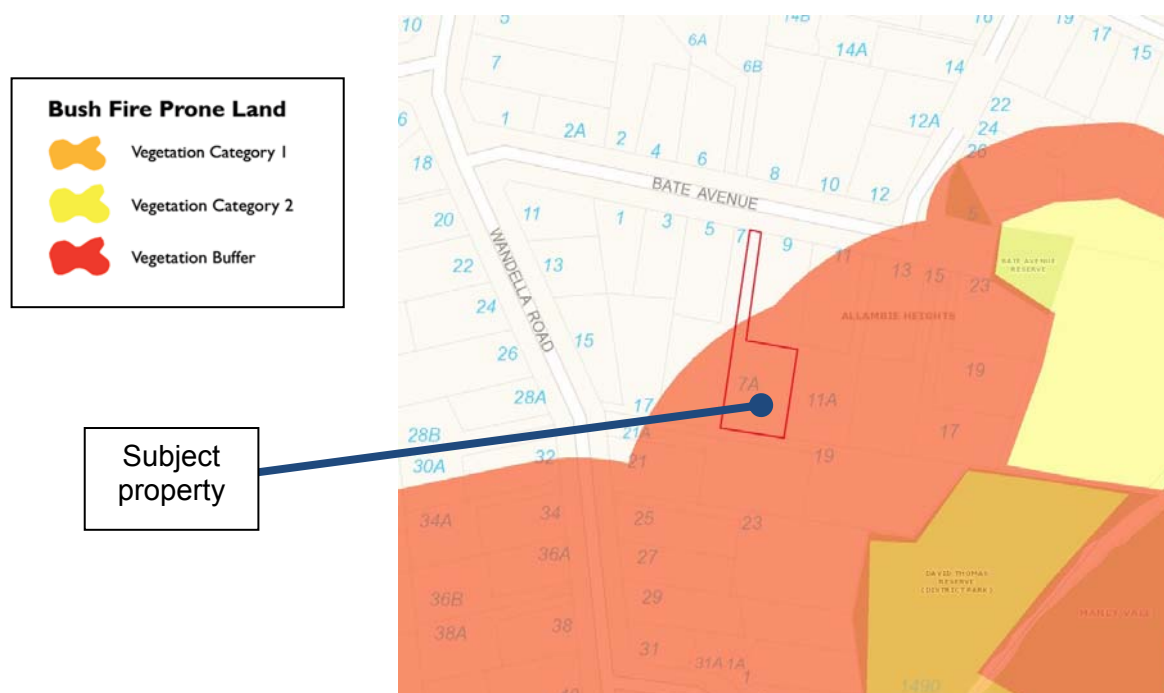 Bush Fire Prone Land
Vegetation Category 1
Vegetation Category 2
Vegetation Buffer
Subject
property
10
5
14B
16
19
17
15
6A
6B
14A
14
7
22
24
26
12A
6
1
2A
2
4
6
8
10
12
18
BATE AVENUE
5
20
11
1
3
5
7
9
11
13
15
23
BATE AVENUE
RESERVE
22
13
WANDELLA ROAD
24
15
ALLAMBIE HEIGHTS
26
19
28A
7A
11A
17
17
28B
21A
30A
32
21
19
34A
34
25
23
36A
27
DAVID THOMAS
RESERVE
(DISTRICT PARK)
36B
29
38A
38
MANLY VALE
31
31A
1A
1
1490